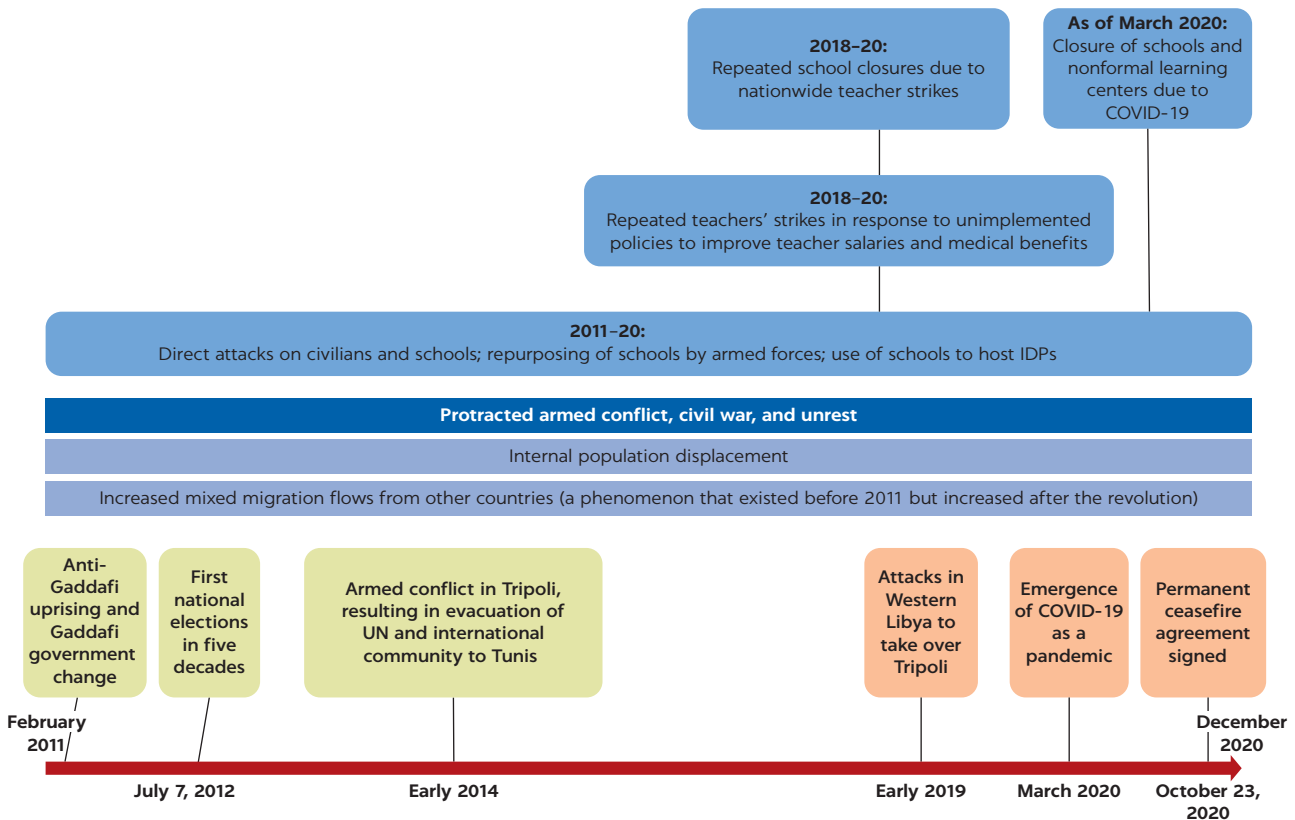 2018–20:
Repeated school closures due to
nationwide teacher strikes
As of March 2020:
Closure of schools and
nonformal learning
centers due to
COVID-19
2018–20:
Repeated teachers’ strikes in response to unimplemented
policies to improve teacher salaries and medical benefits
2011–20:
Direct attacks on civilians and schools; repurposing of schools by armed forces; use of schools to host IDPs
Protracted armed conflict, civil war, and unrest
Internal population displacement
Increased mixed migration flows from other countries (a phenomenon that existed before 2011 but increased after the revolution)
Anti-
Gaddafi
uprising and
Gaddafi
government
change
First
national
elections
in five
decades
Armed conflict in Tripoli,
resulting in evacuation of
UN and international
community to Tunis
Attacks in
Western
Libya to
take over
Tripoli
Emergence
of COVID-19
as a
pandemic
Permanent
ceasefire
agreement
signed
February
2011
December
2020
July 7, 2012
Early 2014
Early 2019
March 2020
October 23,
2020